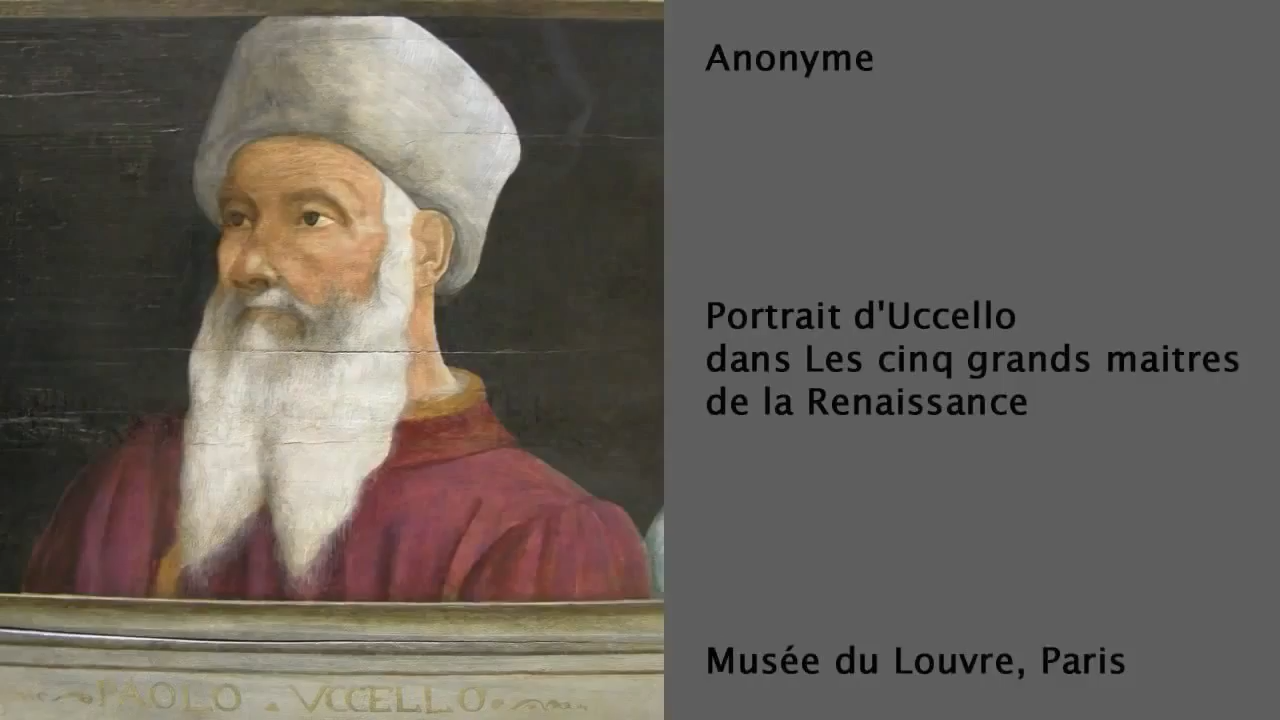 Anonyme
Portrait d'Uccello
dans Les cinq grands maitres
de la Renaissance
Musée du Louvre, Paris
PAOLO . VCCELLO